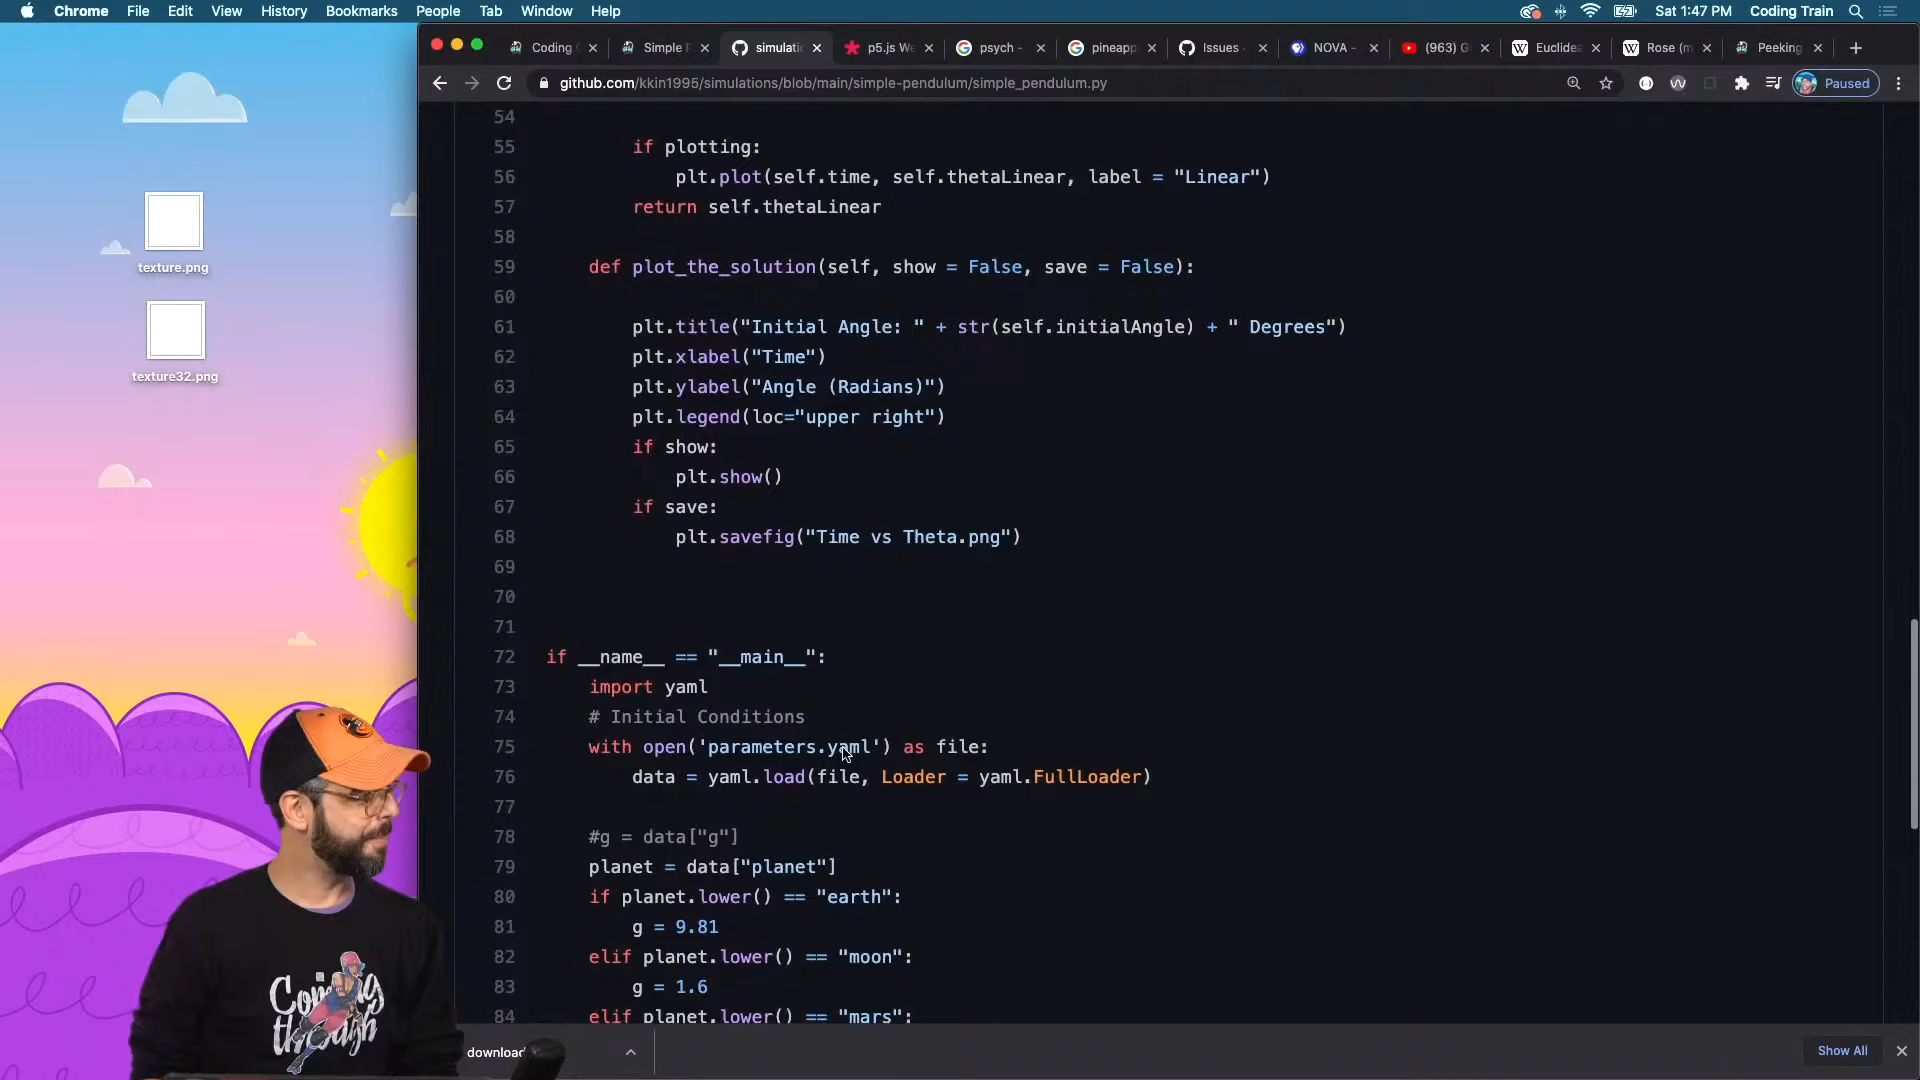 Chrome File Edit View History Bookmarks People Tab Window Help
Sat 1:47 PM Coding Train
Coding
Simple P
simulatio
p5.js We
psych -
pineapp
Issues
NOVA -
(963) G
Euclidea
Rose (m
Peeking
github.com/kkin1995/simulations/blob/main/simple-pendulum/simple_pendulum.py
Paused
texture.png
texture32.png
54
55 if plotting:
56 plt.plot(self.time, self.thetaLinear, label = "Linear")
57 return self.thetaLinear
58
59 def plot_the_solution(self, show = False, save = False):
60
61 plt.title("Initial Angle: " + str(self.initialAngle) + " Degrees")
62 plt.xlabel("Time")
63 plt.ylabel("Angle (Radians)")
64 plt.legend(loc="upper right")
65 if show:
66 plt.show()
67 if save:
68 plt.savefig("Time vs Theta.png")
69
70
71
72 if __name__ == "__main__":
73 import yaml
74 # Initial Conditions
75 with open('parameters.yaml') as file:
76 data = yaml.load(file, Loader = yaml.FullLoader)
77
78 #g = data["g"]
79 planet = data["planet"]
80 if planet.lower() == "earth":
81 g = 9.81
82 elif planet.lower() == "moon":
83 g = 1.6
84 elif planet.lower() == "mars":
through
download
Show All